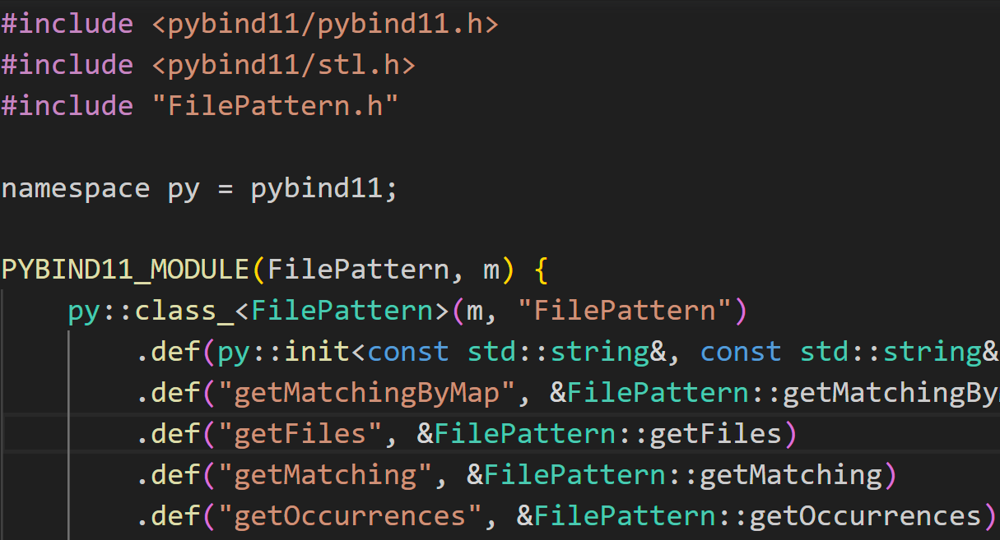 #include <pybind11/pybind11.h>
#include <pybind11/stl.h>
#include "FilePattern.h"
namespace py = pybind11;
PYBIND11_MODULE(FilePattern, m) {
py::class_<FilePattern>(m, "FilePattern")
.def(py::init<const std::string&, const std::string&
.def("getMatchingByMap", &FilePattern::getMatchingBy
.def("getFiles", &FilePattern::getFiles)
.def("getMatching", &FilePattern::getMatching)
.def("getOccurrences", &FilePattern::getOccurrences)